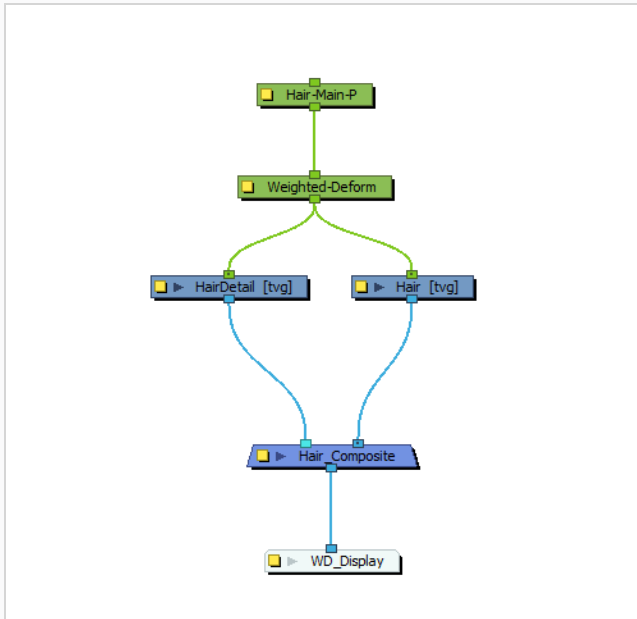 Hair-Main-P
Weighted-Deform
HairDetail [tvg]
Hair [tvg]
Hair_Composite
WD_Display